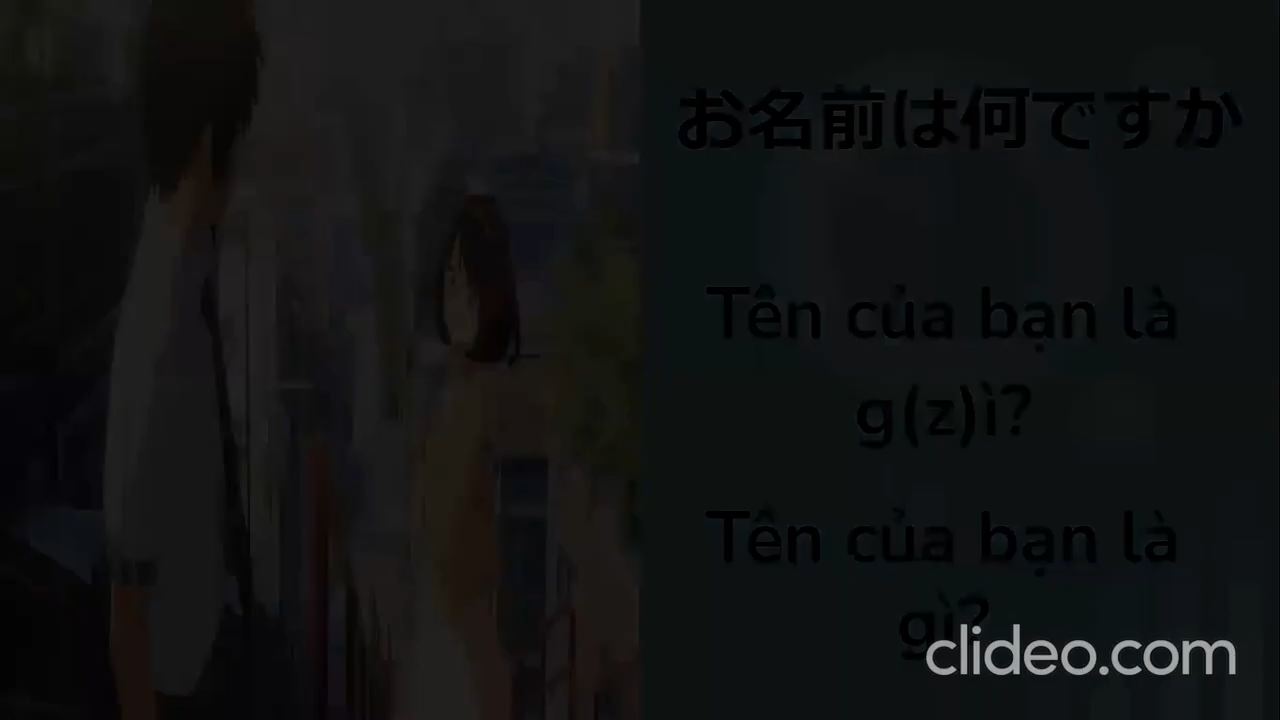 お名前は何ですか
Tên của bạn là
g(z)ì?
Tên của bạn là
gì?
clideo.com